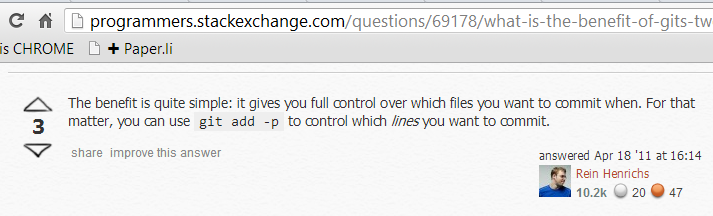 programmers.stackexchange.com/questions/69178/what-is-the-benefit-of-gits-tw
is CHROME Paper.li
The benefit is quite simple: it gives you full control over which files you want to commit when. For that
3
matter, you can use git add -p to control which lines you want to commit.
share improve this answer
answered Apr 18 '11 at 16:14
Rein Henrichs
10.2k 20 47